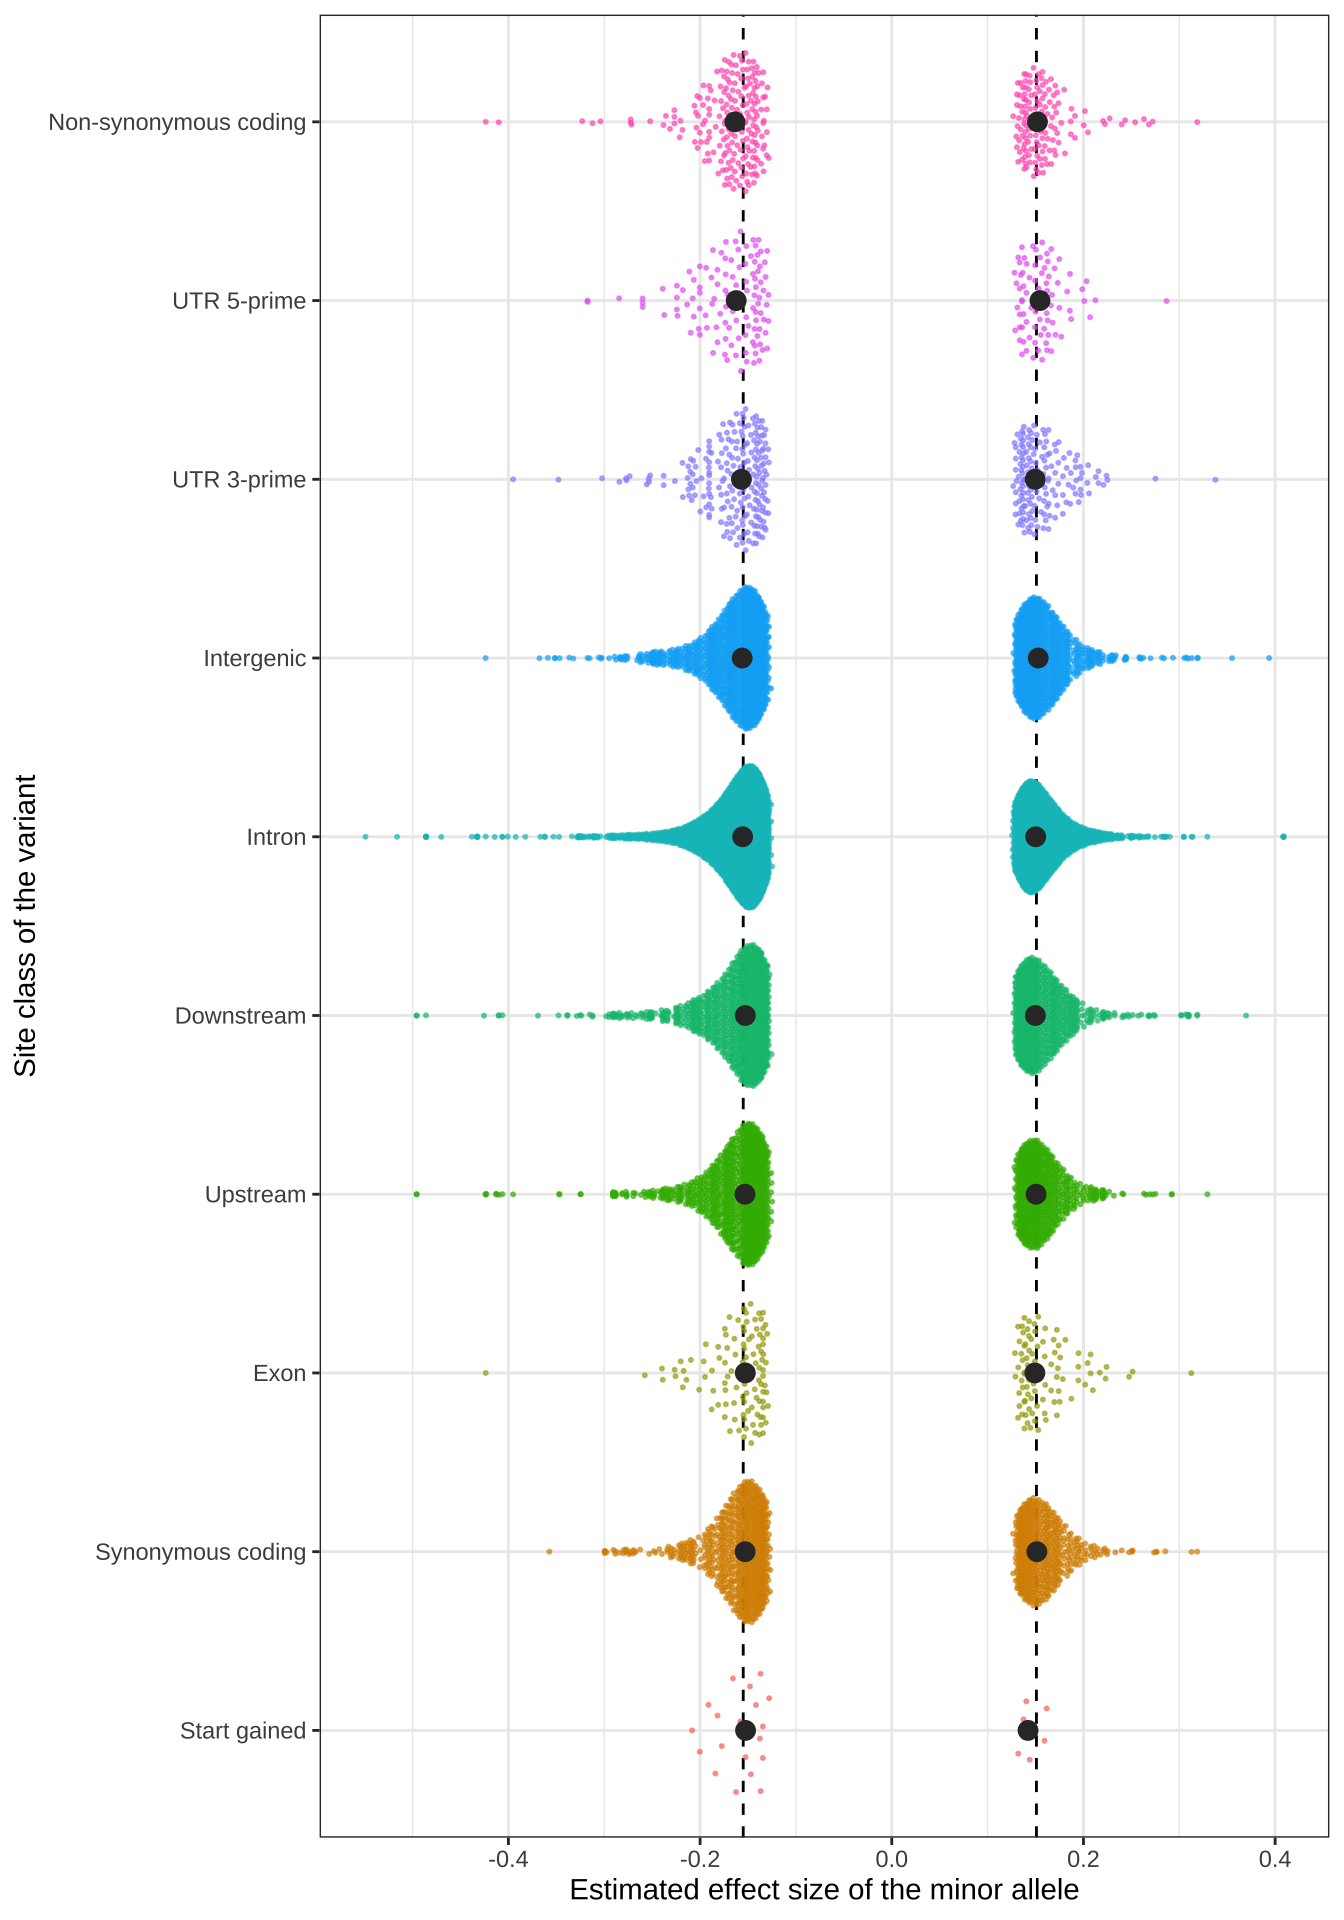 Non-synonymous coding
UTR 5-prime
UTR 3-prime
Intergenic
Intron
Downstream
Upstream
Exon
Synonymous coding
Start gained
Site class of the variant
-0.4 -0.2 0.0 0.2 0.4
Estimated effect size of the minor allele